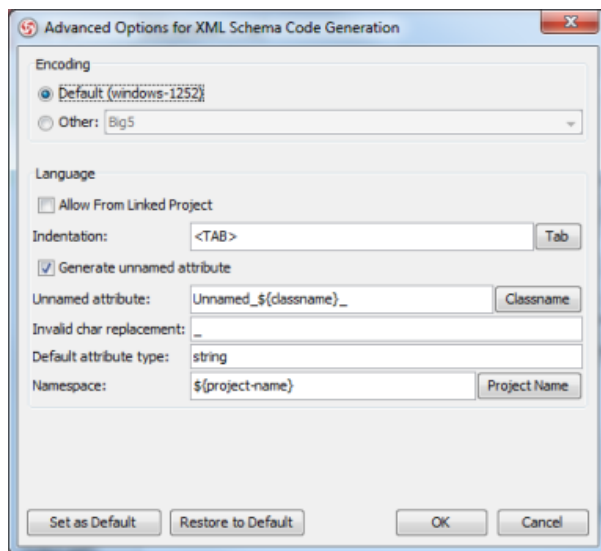 Advanced Options for XML Schema Code Generation
Encoding
Default (windows-1252)
Other: Big5
Language
Allow From Linked Project
Indentation: <TAB> Tab
Generate unnamed attribute
Unnamed attribute: Unnamed_${classname}_ Classname
Invalid char replacement: _
Default attribute type: string
Namespace: ${project-name} Project Name
Set as Default Restore to Default OK Cancel